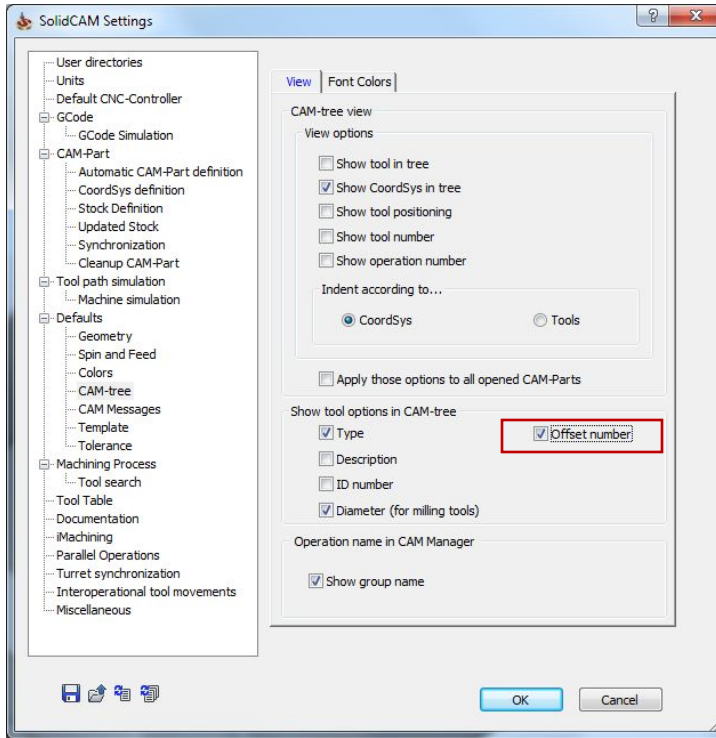 SolidCAM Settings
User directories
Units
Default CNC-Controller
GCode
GCode Simulation
CAM-Part
Automatic CAM-Part definition
CoordSys definition
Stock Definition
Updated Stock
Synchronization
Cleanup CAM-Part
Tool path simulation
Machine simulation
Defaults
Geometry
Spin and Feed
Colors
CAM-tree
CAM Messages
Template
Tolerance
Machining Process
Tool search
Tool Table
Documentation
iMachining
Parallel Operations
Turret synchronization
Interoperational tool movements
Miscellaneous
View Font Colors
CAM-tree view
View options
Show tool in tree
Show CoordSys in tree
Show tool positioning
Show tool number
Show operation number
Indent according to...
CoordSys Tools
Apply those options to all opened CAM-Parts
Show tool options in CAM-tree
Type Offset number
Description
ID number
Diameter (for milling tools)
Operation name in CAM Manager
Show group name
OK Cancel